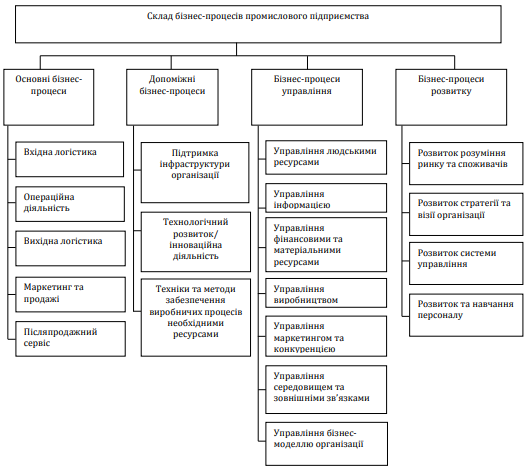 Склад бізнес-процесів промислового підприємства
Основні бізнес-
процеси
Вхідна логістика
Операційна
діяльність
Вихідна логістика
Маркетинг та
продажі
Післяпродажний
сервіс
Допоміжні
бізнес-процеси
Підтримка
інфраструктури
організації
Технологічний
розвиток/
інноваційна
діяльність
Техніки та методи
забезпечення
виробничих процесів
необхідними
ресурсами
Бізнес-процеси
управління
Управління людськими
ресурсами
Управління
інформацією
Управління
фінансовими та
матеріальними
ресурсами
Управління
виробництвом
Управління
маркетингом та
конкуренцією
Управління
середовищем та
зовнішніми зв'язками
Управління бізнес-
моделлю організації
Бізнес-процеси
розвитку
Розвиток розуміння
ринку та споживачів
Розвиток стратегії та
візії організації
Розвиток системи
управління
Розвиток та навчання
персоналу